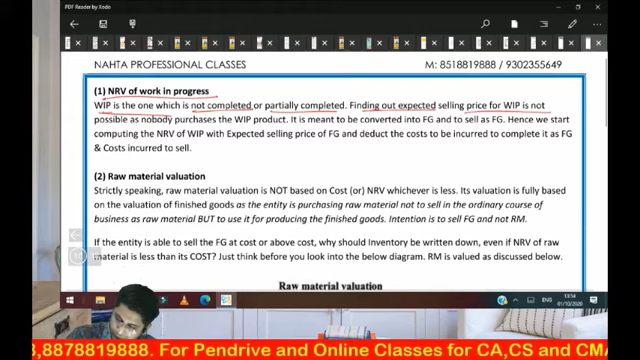 PDF Reader by Xodo
NAHTA PROFESSIONAL CLASSES
M: 8518819888 / 9302355649
(1) NRV of work in progress
WIP is the one which is not completed or partially completed. Finding out expected selling price for WIP is not
possible as nobody purchases the WIP product. It is meant to be converted into FG and to sell as FG. Hence we start
computing the NRV of WIP with Expected selling price of FG and deduct the costs to be incurred to complete it as FG
& Costs incurred to sell.
(2) Raw material valuation
Strictly speaking, raw material valuation is NOT based on Cost (or) NRV whichever is less. Its valuation is fully based
on the valuation of finished goods as the entity is purchasing raw material not to sell in the ordinary course of
business as raw material BUT to use it for producing the finished goods. Intention is to sell FG and not RM.
If the entity is able to sell the FG at cost or above cost, why should Inventory be written down, even if NRV of raw
material is less than its COST? Just think before you look into the below diagram. RM is valued as discussed below.
Raw material valuation
ENG
13:54
01/10/2020
8,8878819888. For Pendrive and Online Classes for CA,CS and CMA